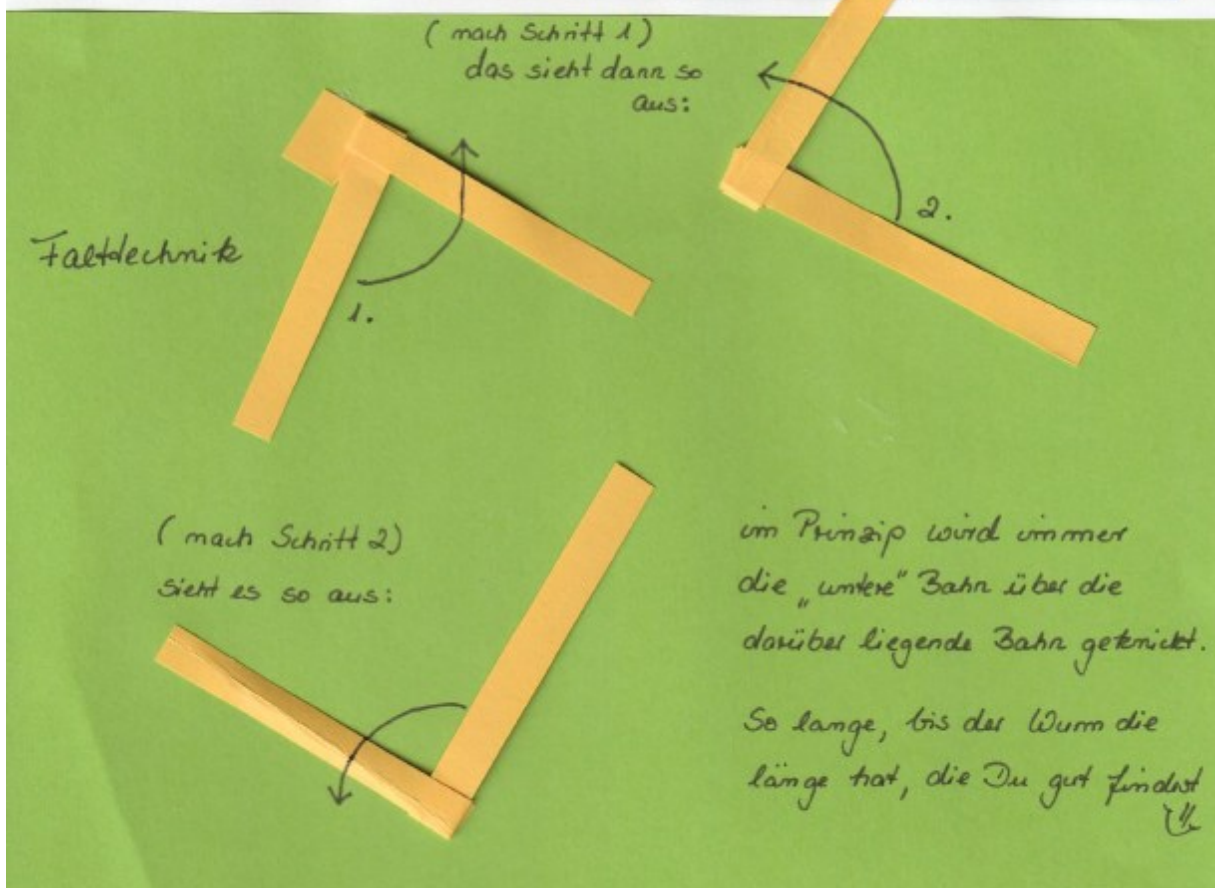 (nach Schritt 1)
das sieht dann so
aus:
2.
Faltdechnik
1.
(nach Schritt 2)
sieht es so aus:
im Prinzip wird immer
die „untere" Bahn über die
darüber liegende Bahn geknickt.
So lange, bis der Wurm die
länge hat, die Du gut findest